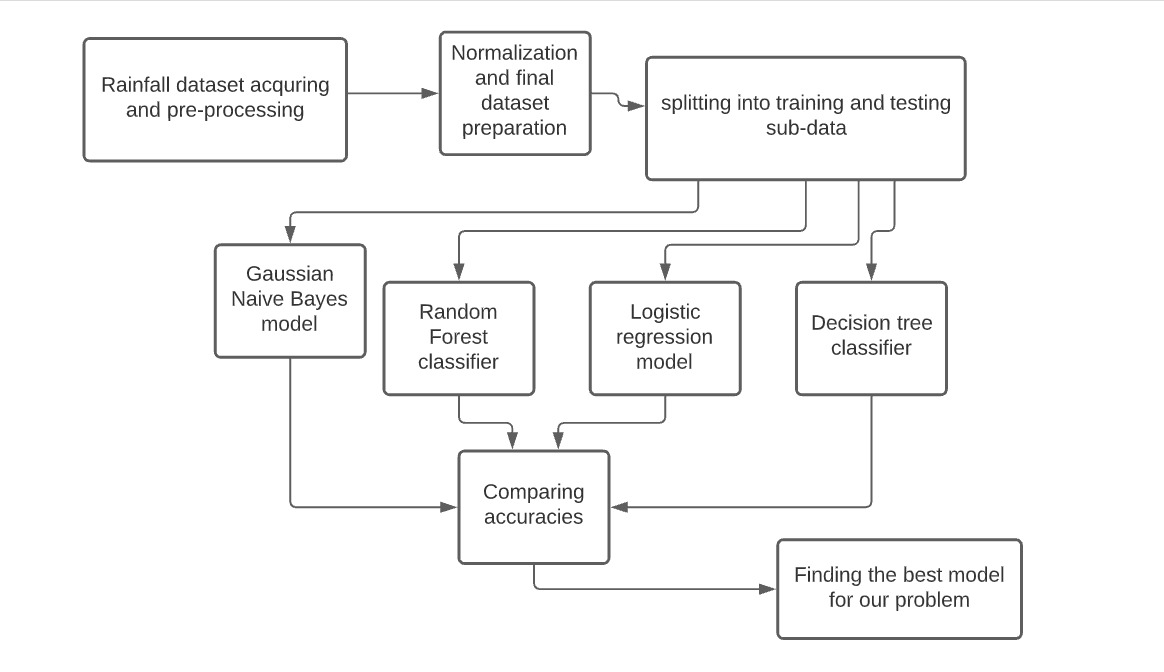 Rainfall dataset acquring
and pre-processing
Normalization
and final
dataset
preparation
splitting into training and testing
sub-data
Gaussian
Naive Bayes
model
Random
Forest
classifier
Logistic
regression
model
Decision tree
classifier
Comparing
accuracies
Finding the best model
for our problem